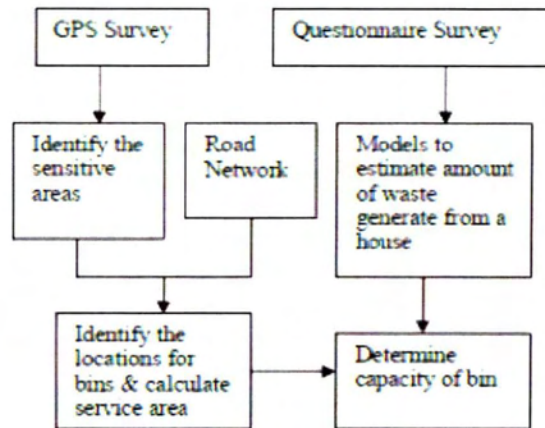 GPS Survey
Questionnaire Survey
Identify the
sensitive
areas
Road
Network
Models to
estimate amount
of waste
generate from a
house
Identify the
locations for
bins & calculate
service area
Determine
capacity of bin